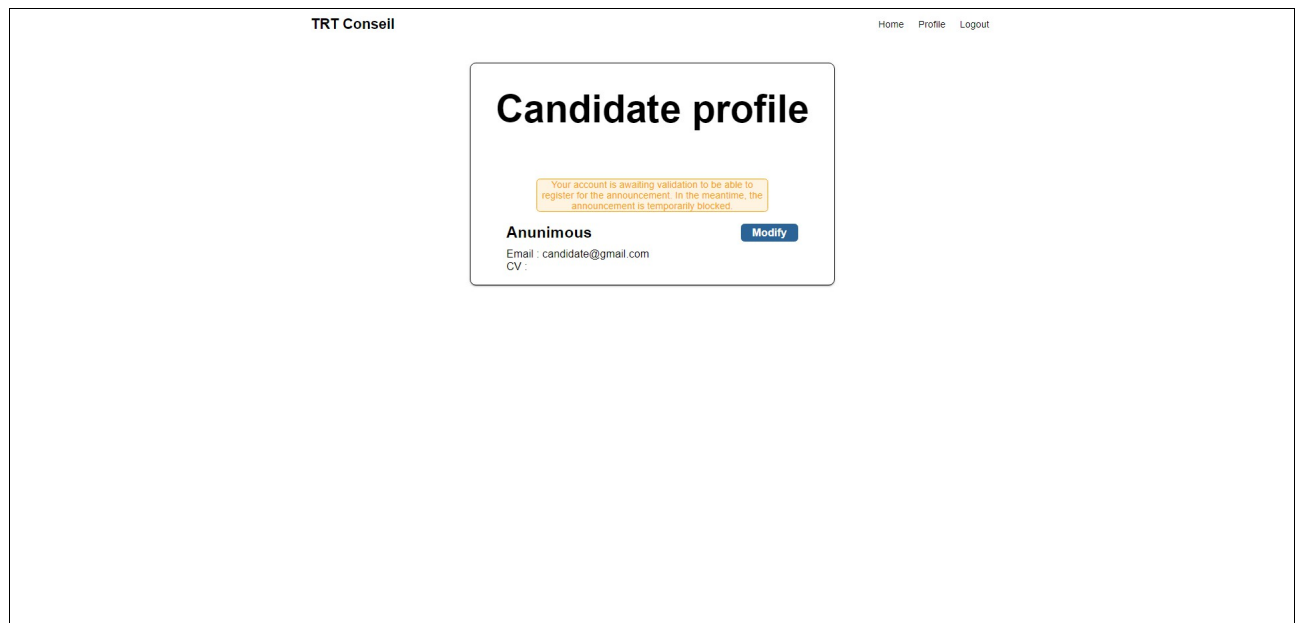 TRT Conseil
Home Profile Logout
Candidate profile
Your account is awaiting validation to be able to
register for the announcement. In the meantime, the
announcement is temporarily blocked.
Anunimous
Modify
Email : candidate@gmail.com
CV :